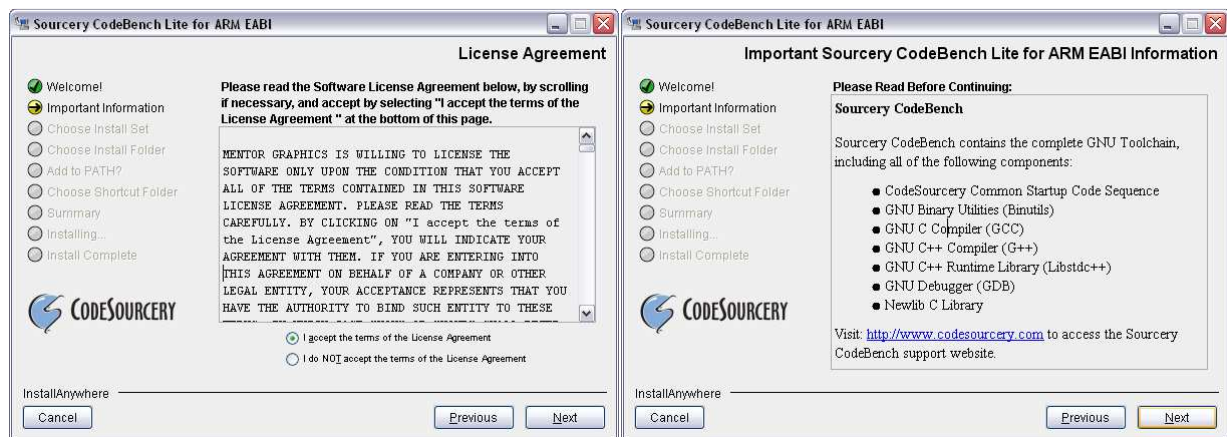 Sourcery CodeBench Lite for ARM EABI
License Agreement
Welcome!
Important Information
Choose Install Set
Choose Install Folder
Add to PATH?
Choose Shortcut Folder
Summary
Installing...
Install Complete
CODESOURCERY
Please read the Software License Agreement below, by scrolling
if necessary, and accept by selecting "I accept the terms of the
License Agreement " at the bottom of this page.
MENTOR GRAPHICS IS WILLING TO LICENSE THE
SOFTWARE ONLY UPON THE CONDITION THAT YOU ACCEPT
ALL OF THE TERMS CONTAINED IN THIS SOFTWARE
LICENSE AGREEMENT. PLEASE READ THE TERMS
CAREFULLY. BY CLICKING ON "I accept the terms of
the License Agreement", YOU WILL INDICATE YOUR
AGREEMENT WITH THEM. IF YOU ARE ENTERING INTO
THIS AGREEMENT ON BEHALF OF A COMPANY OR OTHER
LEGAL ENTITY, YOUR ACCEPTANCE REPRESENTS THAT YOU
HAVE THE AUTHORITY TO BIND SUCH ENTITY TO THESE
I accept the terms of the License Agreement
I do NOT accept the terms of the License Agreement
InstallAnywhere
Cancel
Previous
Next
Sourcery CodeBench Lite for ARM EABI
Important Sourcery CodeBench Lite for ARM EABI Information
Welcome!
Important Information
Choose Install Set
Choose Install Folder
Add to PATH?
Choose Shortcut Folder
Summary
Installing...
Install Complete
CODESOURCERY
Please Read Before Continuing:
Sourcery CodeBench
Sourcery CodeBench contains the complete GNU Toolchain,
including all of the following components:
CodeSourcery Common Startup Code Sequence
GNU Binary Utilities (Binutils)
GNU C Compiler (GCC)
GNU C++ Compiler (G++)
GNU C++ Runtime Library (Libstdc++)
GNU Debugger (GDB)
Newlib C Library
Visit: http://www.codesourcery.com to access the Sourcery
CodeBench support website.
InstallAnywhere
Cancel
Previous
Next